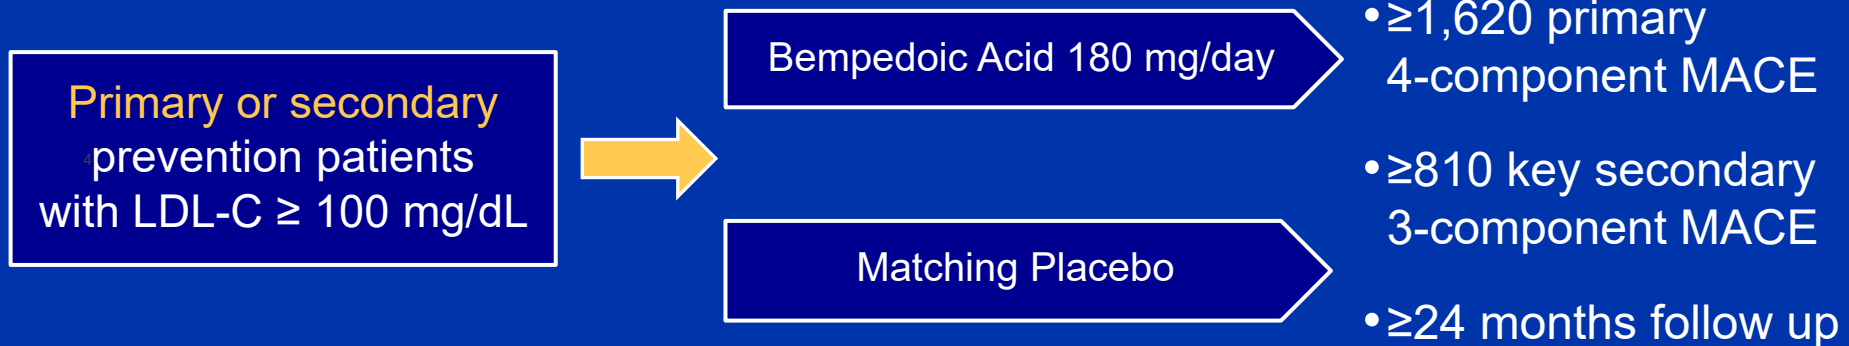 Primary or secondary
prevention patients
with LDL-C ≥ 100 mg/dL
4
Bempedoic Acid 180 mg/day
Matching Placebo
•≥1,620 primary
4-component MACE
•≥810 key secondary
3-component MACE
•≥24 months follow up